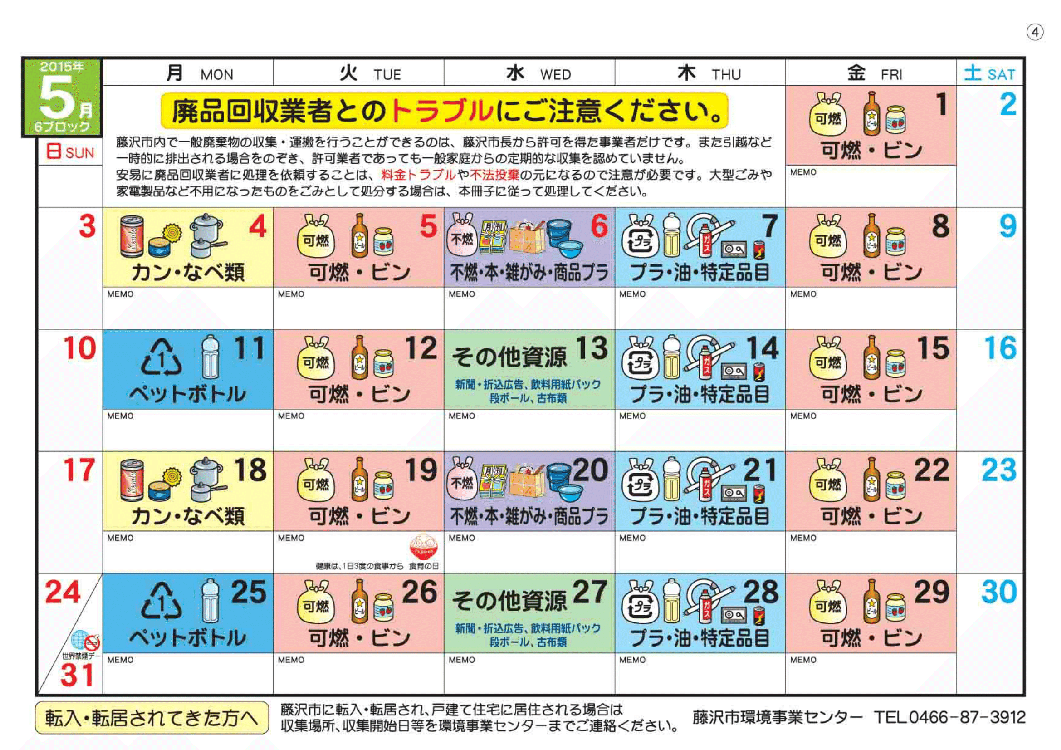 ④
2015年
5月
6ブロック
日 SUN
月 MON
火 TUE
水 WED
木 THU
金 FRI
土 SAT
廃品回収業者とのトラブルにご注意ください。
藤沢市内で一般廃棄物の収集・運搬を行うことができるのは、藤沢市長から許可を得た事業者だけです。また引越など
一時的に排出される場合をのぞき、許可業者であっても一般家庭からの定期的な収集を認めていません。
安易に廃品回収業者に処理を依頼することは、料金トラブルや不法投棄の元になるので注意が必要です。大型ごみや
家電製品など不用になったものをごみとして処分する場合は、本冊子に従って処理してください。
可燃 1
可燃・ビン
MEMO
2
3
4
カン・なべ類
MEMO
可燃 5
可燃・ビン
MEMO
不燃 月刊 6
不燃・本・雑がみ・商品プラ
MEMO
プラ ガス 7
プラ・油・特定品目
MEMO
可燃 8
可燃・ビン
MEMO
9
10
1 11
ペットボトル
MEMO
可燃 12
可燃・ビン
MEMO
その他資源 13
新聞・折込広告、飲料用紙パック
段ボール、古布類
MEMO
プラ ガス 14
プラ・油・特定品目
MEMO
可燃 15
可燃・ビン
MEMO
16
17
18
カン・なべ類
MEMO
可燃 19
可燃・ビン
MEMO
健康は、1日3度の食事から 食育の日
不燃 月刊 20
不燃・本・雑がみ・商品プラ
MEMO
プラ ガス 21
プラ・油・特定品目
MEMO
可燃 22
可燃・ビン
MEMO
23
24
世界禁煙デー
31
1 25
ペットボトル
MEMO
可燃 26
可燃・ビン
MEMO
その他資源 27
新聞・折込広告、飲料用紙パック
段ボール、古布類
MEMO
プラ ガス 28
プラ・油・特定品目
MEMO
可燃 29
可燃・ビン
MEMO
30
転入・転居されてきた方へ
藤沢市に転入・転居され、戸建て住宅に居住される場合は
収集場所、収集開始日等を環境事業センターまでご連絡ください。
藤沢市環境事業センター TEL0466-87-3912